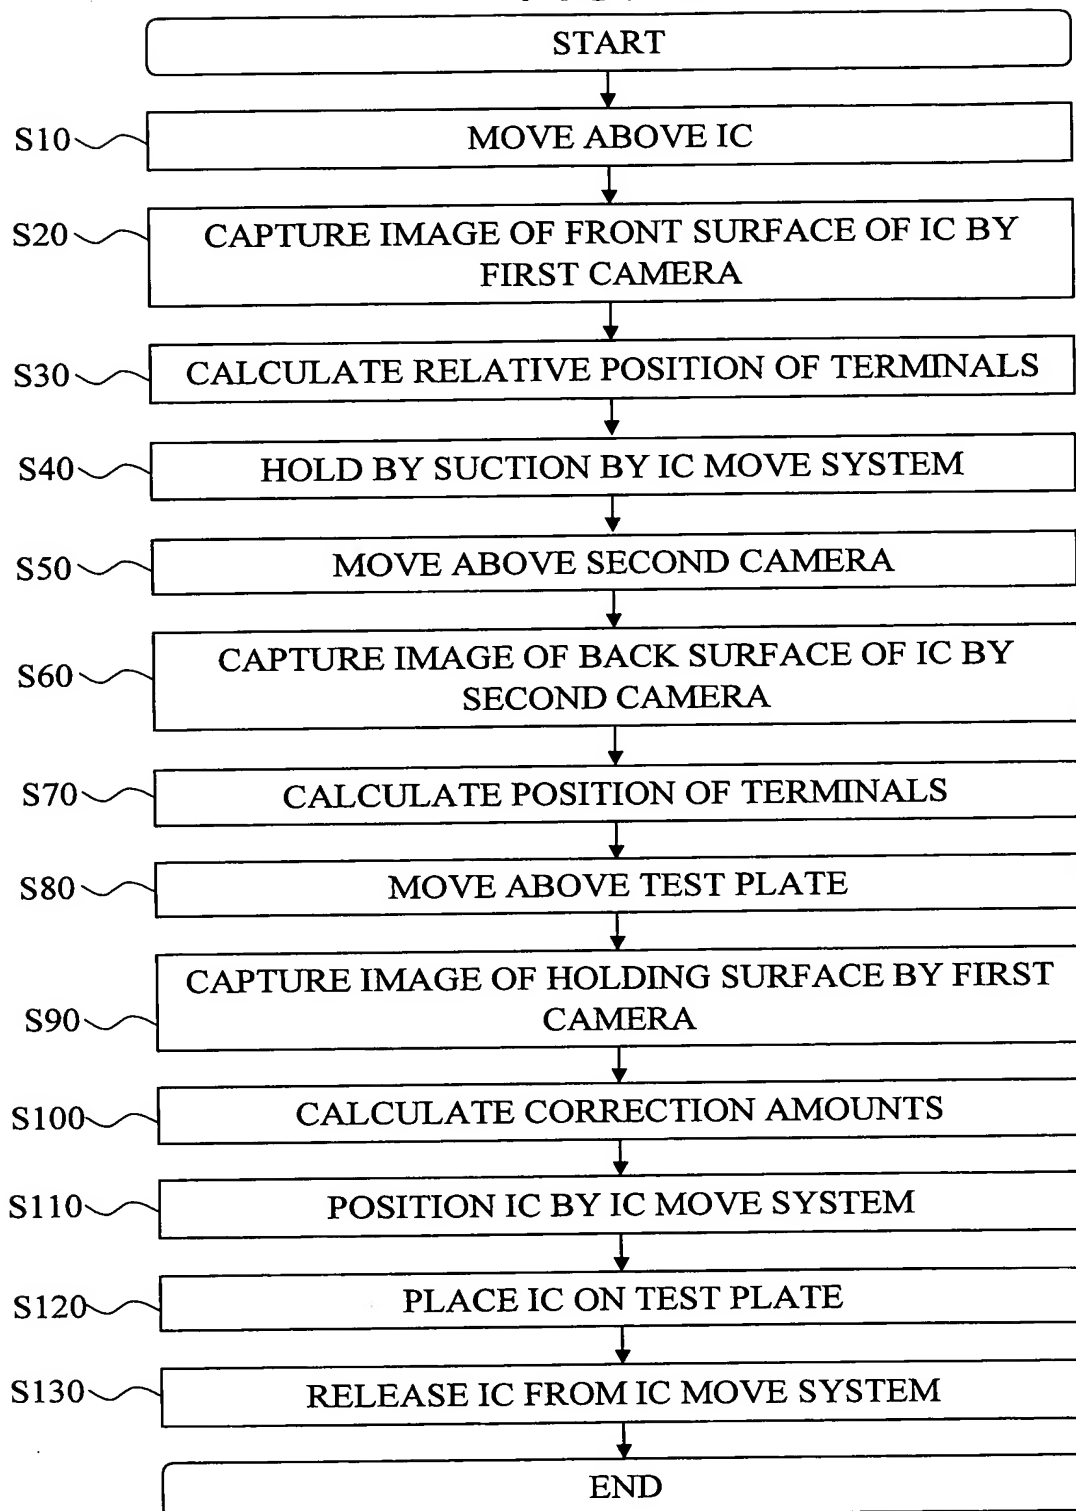 START
S10
MOVE ABOVE IC
S20
CAPTURE IMAGE OF FRONT SURFACE OF IC BY
FIRST CAMERA
S30
CALCULATE RELATIVE POSITION OF TERMINALS
S40
HOLD BY SUCTION BY IC MOVE SYSTEM
S50
MOVE ABOVE SECOND CAMERA
S60
CAPTURE IMAGE OF BACK SURFACE OF IC BY
SECOND CAMERA
S70
CALCULATE POSITION OF TERMINALS
S80
MOVE ABOVE TEST PLATE
S90
CAPTURE IMAGE OF HOLDING SURFACE BY FIRST
CAMERA
S100
CALCULATE CORRECTION AMOUNTS
S110
POSITION IC BY IC MOVE SYSTEM
S120
PLACE IC ON TEST PLATE
S130
RELEASE IC FROM IC MOVE SYSTEM
END